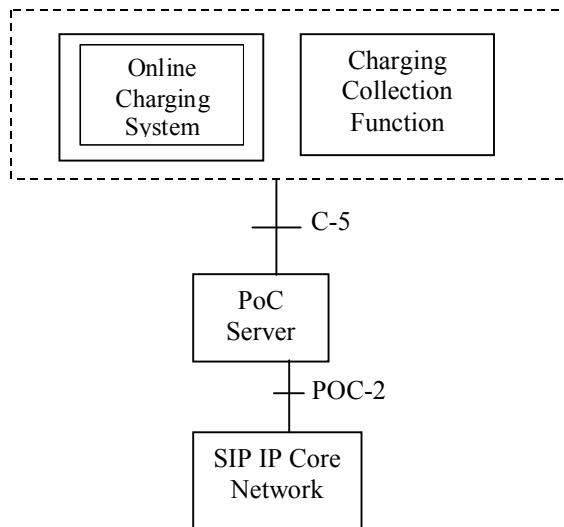 Online
Charging
System
Charging
Collection
Function
C-5
PoC
Server
POC-2
SIP IP Core
Network